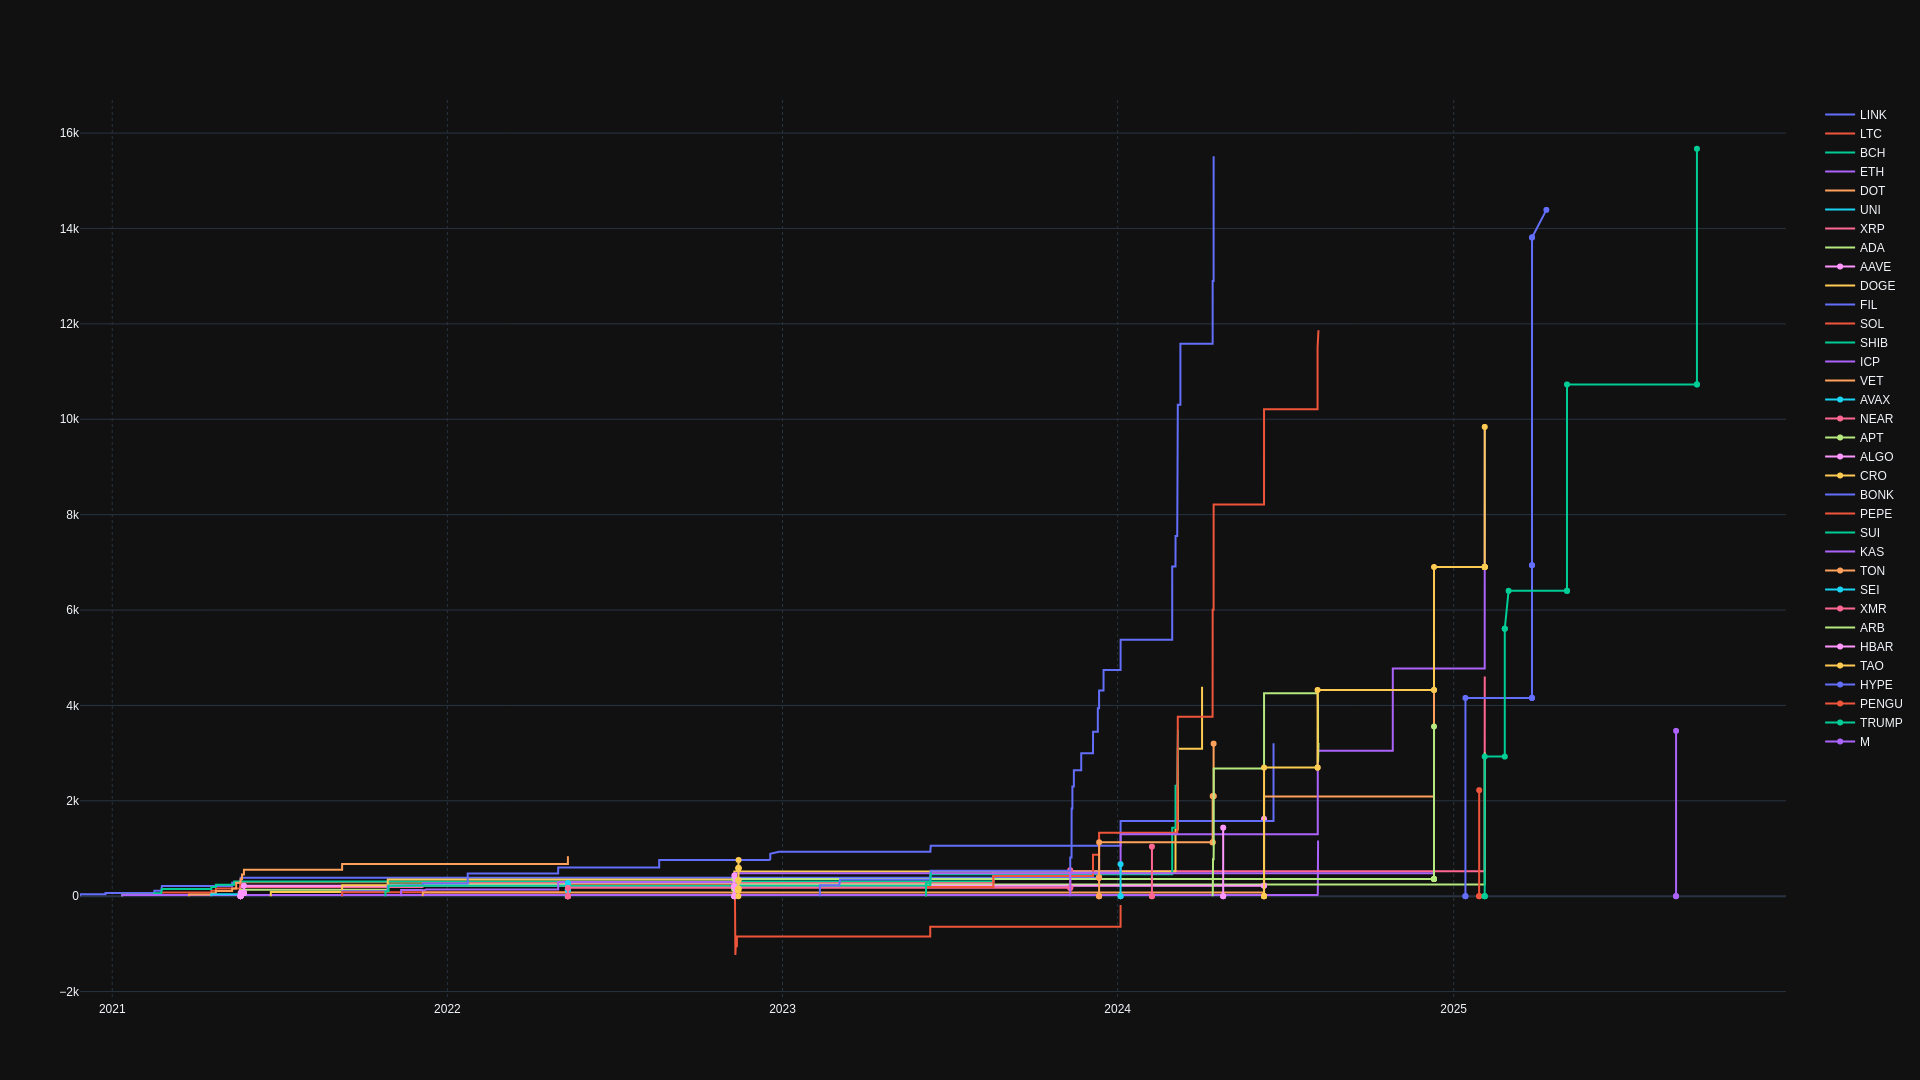 16k
14k
12k
10k
8k
6k
4k
2k
0
−2k
2021
2022
2023
2024
2025
LINK
LTC
BCH
ETH
DOT
UNI
XRP
ADA
AAVE
DOGE
FIL
SOL
SHIB
ICP
VET
AVAX
NEAR
APT
ALGO
CRO
BONK
PEPE
SUI
KAS
TON
SEI
XMR
ARB
HBAR
TAO
HYPE
PENGU
TRUMP
M